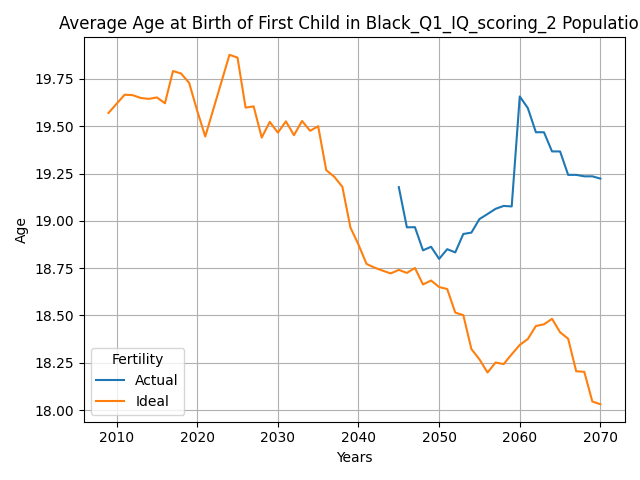 Average Age at Birth of First Child in Black_Q1_IQ_scoring_2 Populatio
19.75
19.50
19.25
19.00
18.75
18.50
18.25
18.00
Age
Fertility
Actual
Ideal
2010 2020 2030 2040 2050 2060 2070
Years